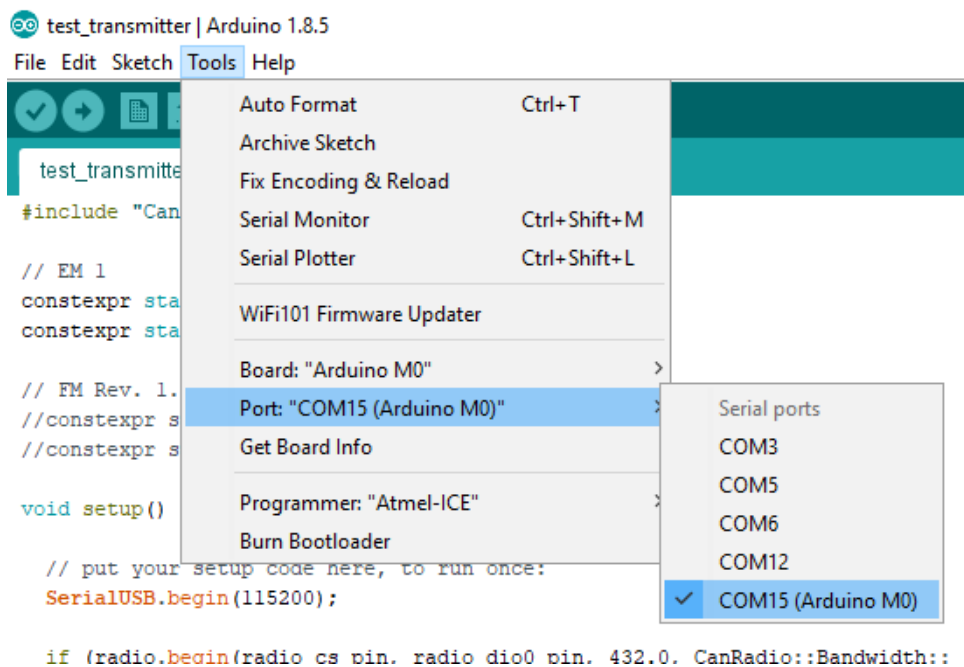 test_transmitter | Arduino 1.8.5
File Edit Sketch Tools Help
Auto Format Ctrl+T
Archive Sketch
Fix Encoding & Reload
Serial Monitor Ctrl+Shift+M
Serial Plotter Ctrl+Shift+L
WiFi101 Firmware Updater
Board: "Arduino M0"
Port: "COM15 (Arduino M0)"
Get Board Info
Programmer: "Atmel-ICE"
Burn Bootloader
Serial ports
COM3
COM5
COM6
COM12
COM15 (Arduino M0)
test_transmitte
#include "Can
// EM 1
constexpr sta
constexpr sta
// FM Rev. 1.
//constexpr s
//constexpr s
void setup()
// put your setup code here, to run once:
SerialUSB.begin(115200);
if (radio.begin(radio_cs_pin, radio_dio0_pin, 432.0, CanRadio::Bandwidth::